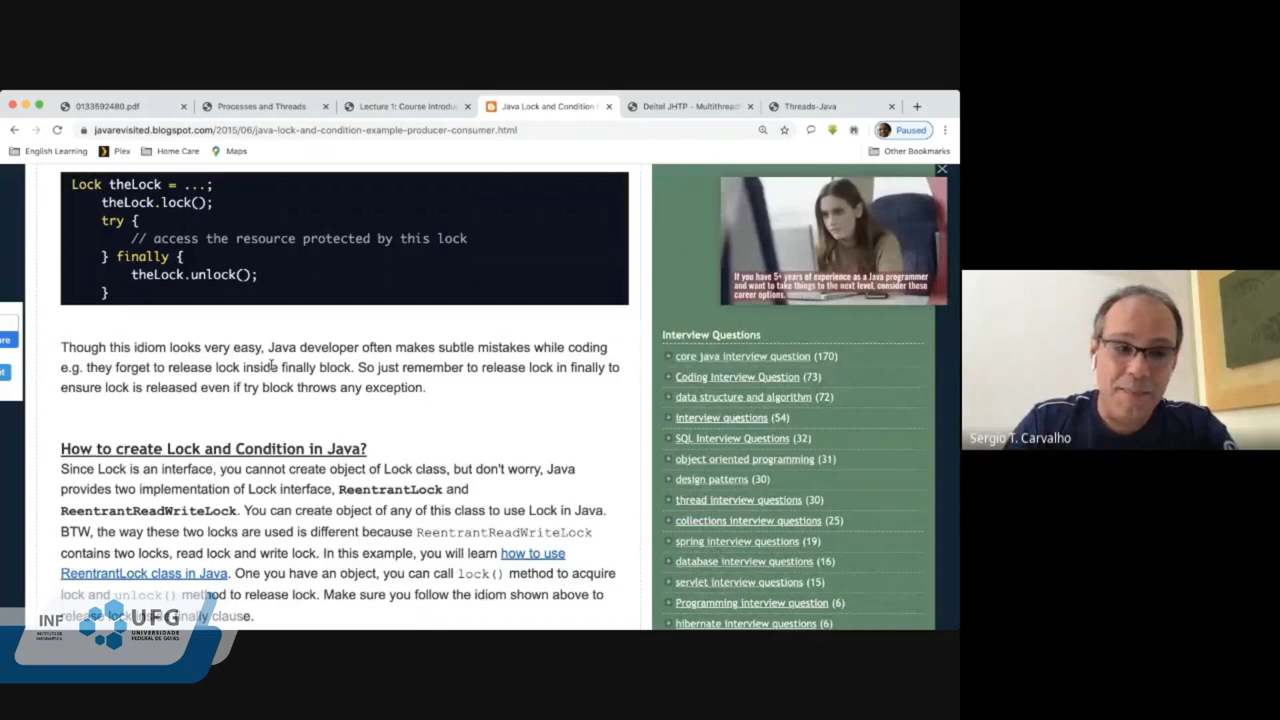 0133592480.pdf
Processes and Threads
Lecture 1: Course Introdu
Java Lock and Condition
Deitel JHTP - Multithread
Threads-Java
javarevisited.blogspot.com/2015/06/java-lock-and-condition-example-producer-consumer.html
Paused
English Learning
Plex
Home Care
Maps
Other Bookmarks
Lock theLock = ...;
theLock.lock();
try {
// access the resource protected by this lock
} finally {
theLock.unlock();
}
Though this idiom looks very easy, Java developer often makes subtle mistakes while coding
e.g. they forget to release lock inside finally block. So just remember to release lock in finally to
ensure lock is released even if try block throws any exception.
How to create Lock and Condition in Java?
Since Lock is an interface, you cannot create object of Lock class, but don't worry, Java
provides two implementation of Lock interface, ReentrantLock and
ReentrantReadWriteLock. You can create object of any of this class to use Lock in Java.
BTW, the way these two locks are used is different because ReentrantReadWriteLock
contains two locks, read lock and write lock. In this example, you will learn how to use
ReentrantLock class in Java. One you have an object, you can call lock() method to acquire
lock and unlock() method to release lock. Make sure you follow the idiom shown above to
release lock inside finally clause.
If you have 5+ years of experience as a Java programmer
and want to take things to the next level, consider these
career options.
Interview Questions
core java interview question (170)
Coding Interview Question (73)
data structure and algorithm (72)
interview questions (54)
SQL Interview Questions (32)
object oriented programming (31)
design patterns (30)
thread interview questions (30)
collections interview questions (25)
spring interview questions (19)
database interview questions (16)
servlet interview questions (15)
Programming interview question (6)
hibernate interview questions (6)
Sergio T. Carvalho
INF
INSTITUTO DE
INFORMÁTICA
UFG
UNIVERSIDADE
FEDERAL DE GOIÁS